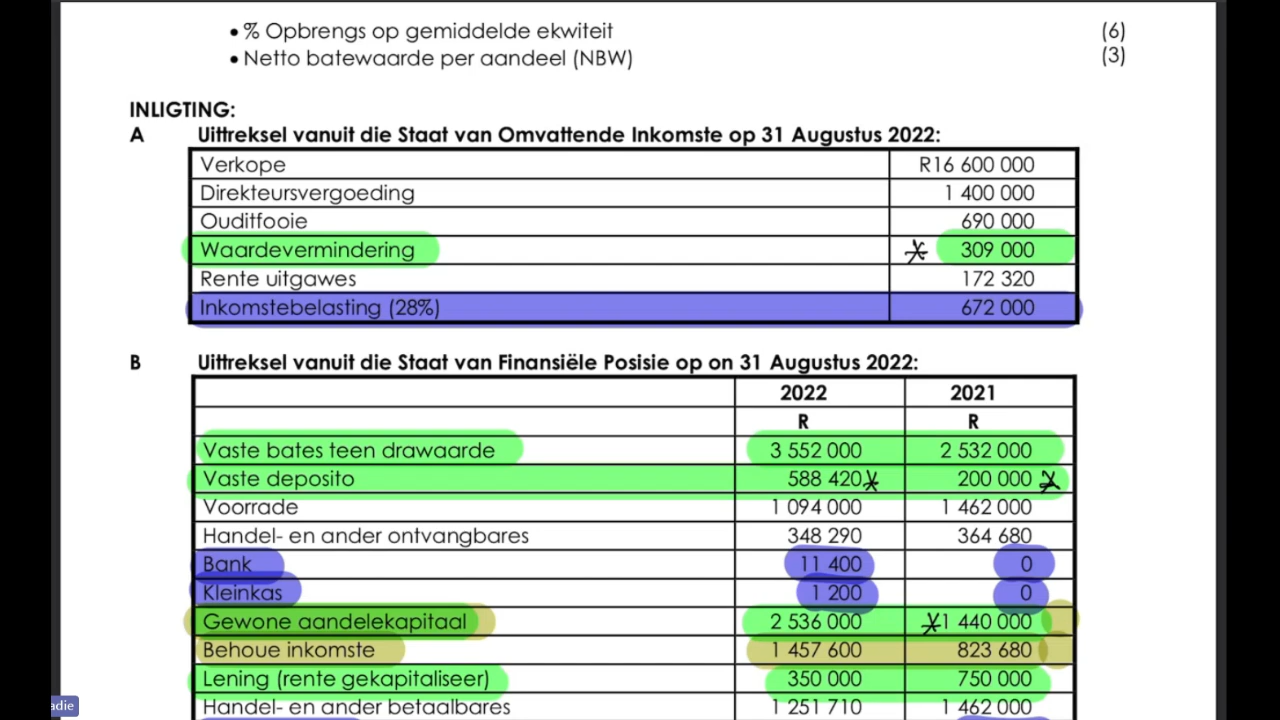 • % Opbrengs op gemiddelde ekwiteit (6)
• Netto batewaarde per aandeel (NBW) (3)
INLIGTING:
A Uittreksel vanuit die Staat van Omvattende Inkomste op 31 Augustus 2022:
Verkope R16 600 000
Direkteursvergoeding 1 400 000
Ouditfooie 690 000
Waardevermindering 309 000
Rente uitgawes 172 320
Inkomstebelasting (28%) 672 000
B Uittreksel vanuit die Staat van Finansiële Posisie op on 31 Augustus 2022:
2022 2021
R R
Vaste bates teen drawaarde 3 552 000 2 532 000
Vaste deposito 588 420 200 000
Voorrade 1 094 000 1 462 000
Handel- en ander ontvangbares 348 290 364 680
Bank 11 400 0
Kleinkas 1 200 0
Gewone aandelekapitaal 2 536 000 1 440 000
Behoue inkomste 1 457 600 823 680
Lening (rente gekapitaliseer) 350 000 750 000
Handel- en ander betaalbares 1 251 710 1 462 000
adie